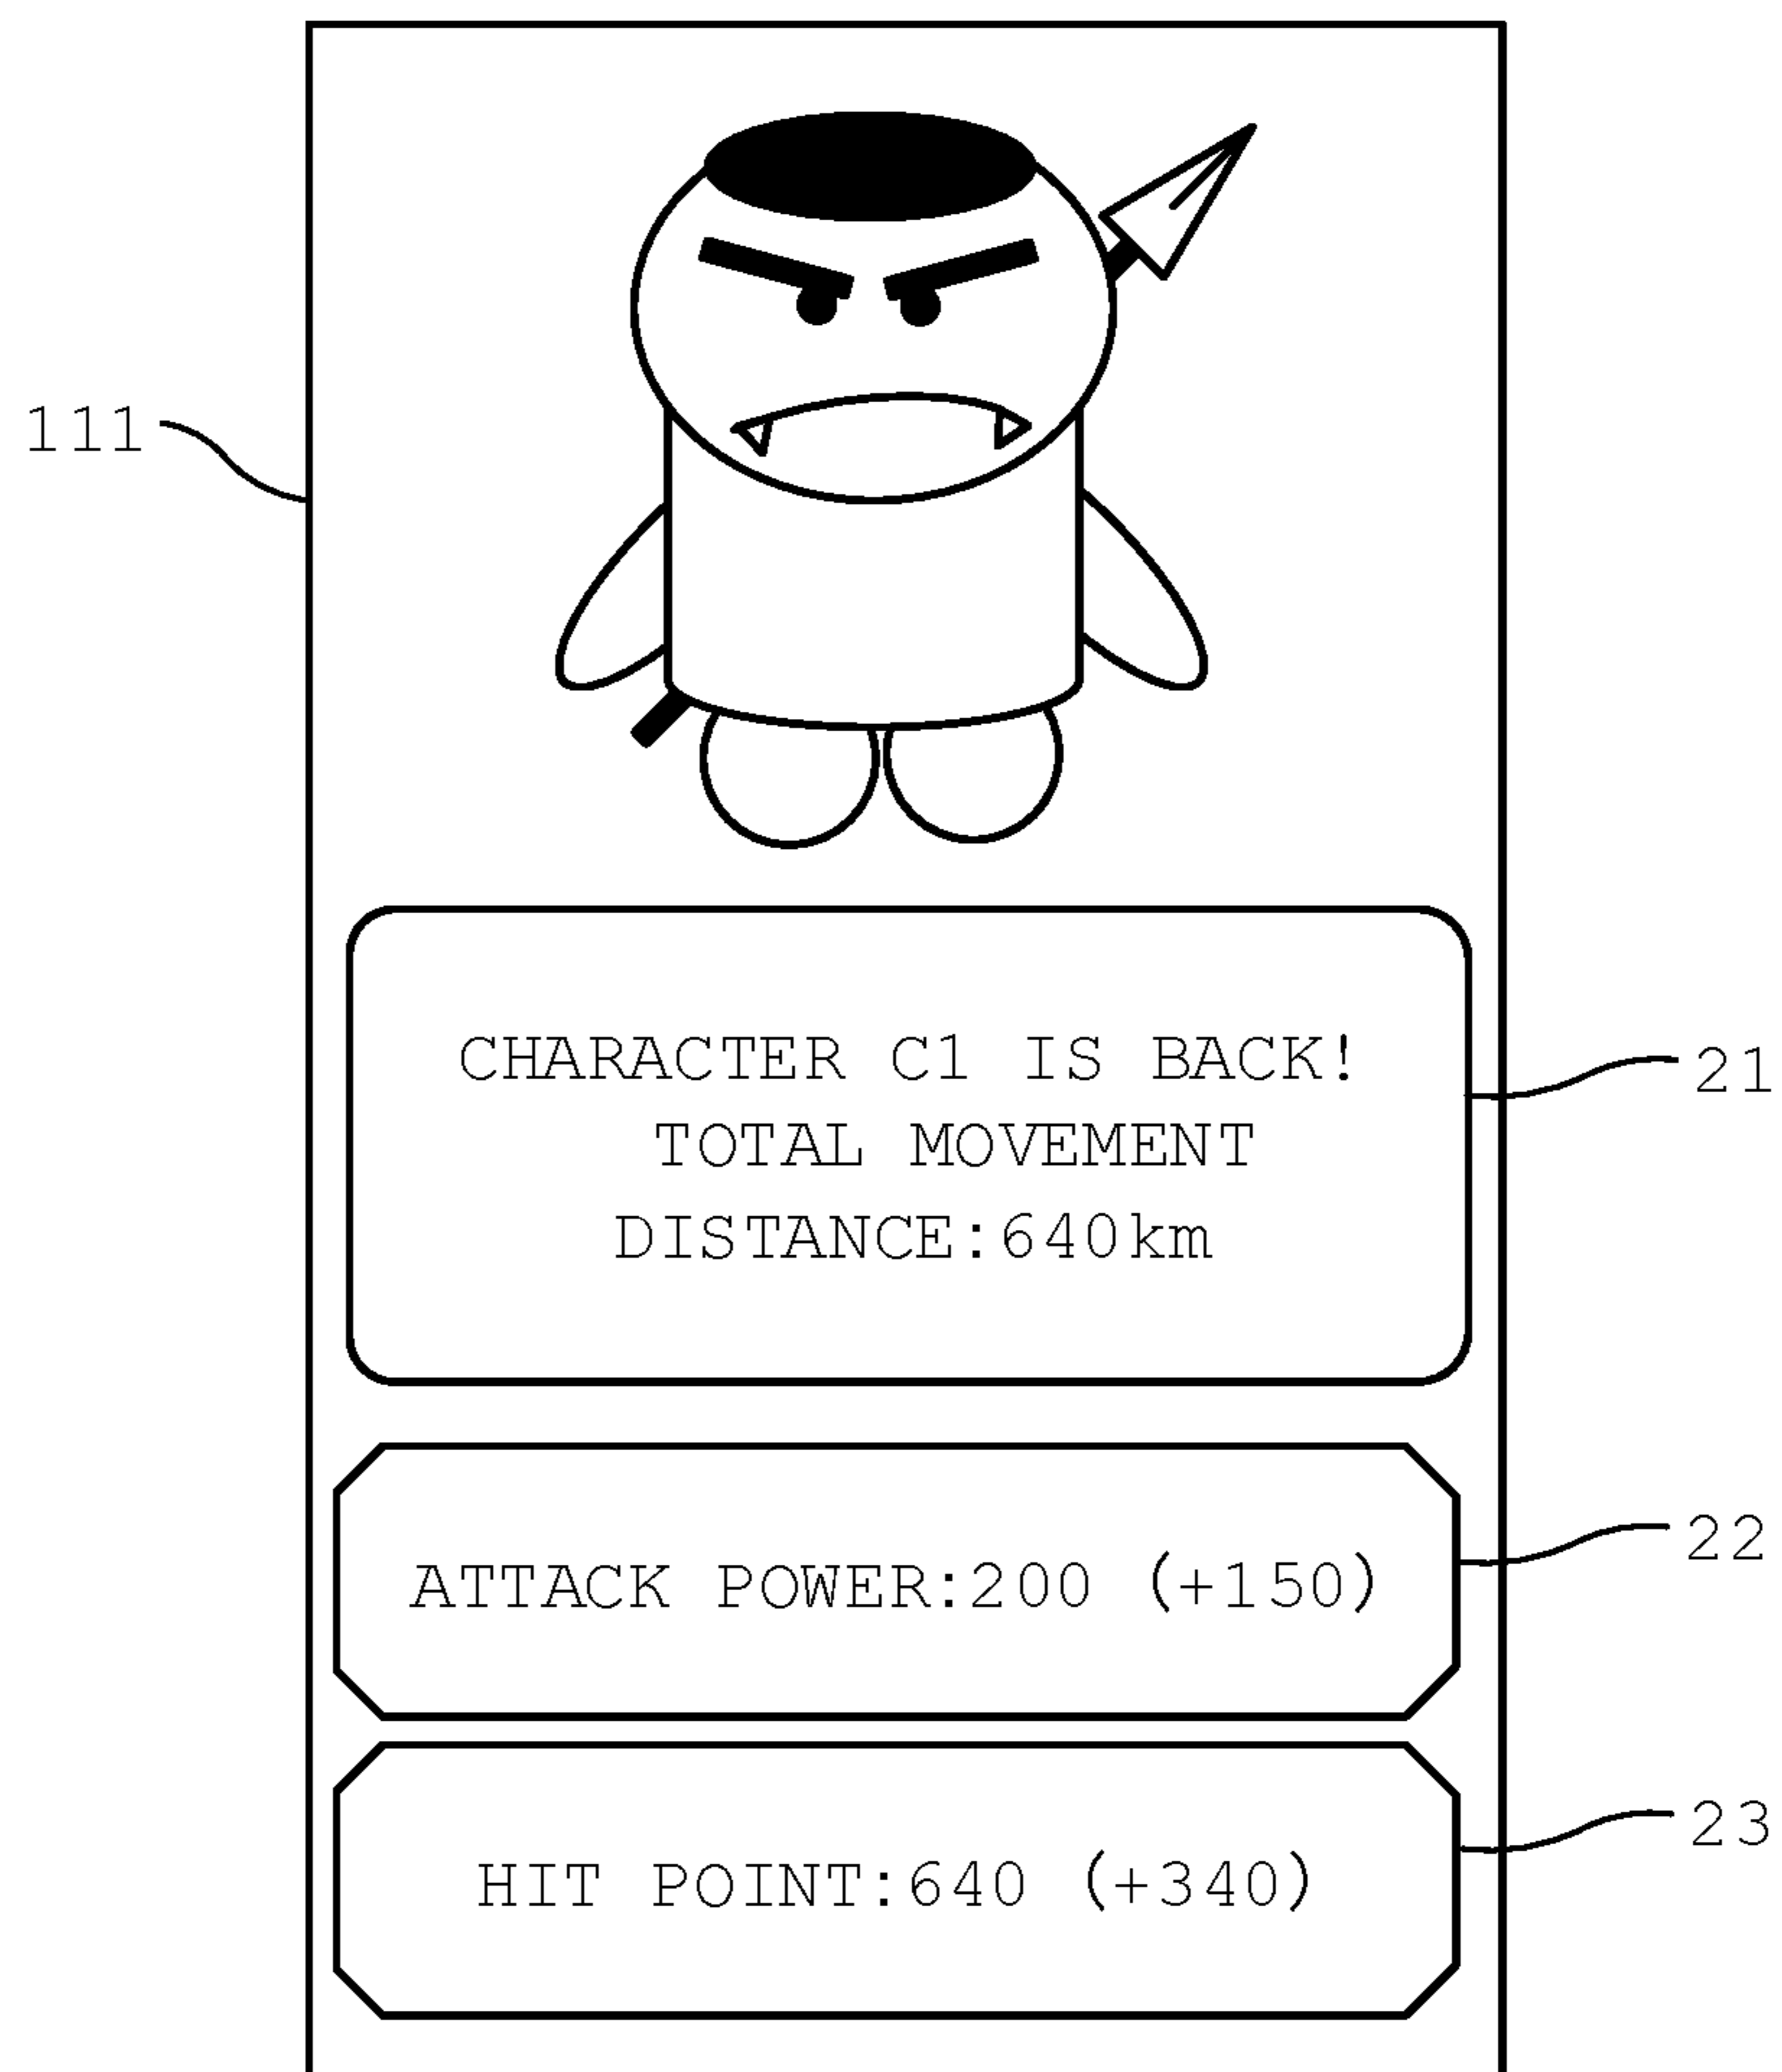 111
CHARACTER C1 IS BACK!
TOTAL MOVEMENT
DISTANCE:640km
21
ATTACK POWER:200 (+150)
22
HIT POINT:640 (+340)
23